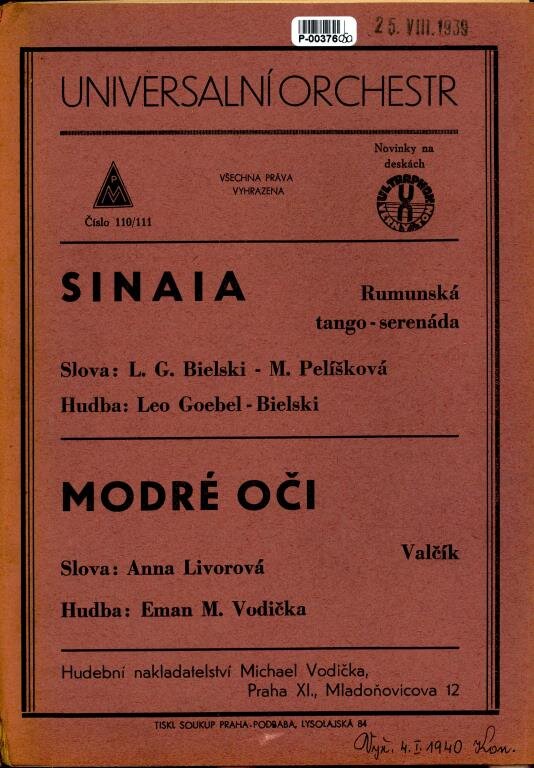 P-00376
25. VIII. 1939
UNIVERSALNÍ ORCHESTR
Novinky na
deskách
VŠECHNA PRÁVA
VYHRAZENA
Číslo 110/111
ULTRAPHON
SINAIA
Rumunská
tango-serenáda
Slova: L. G. Bielski - M. Pelíšková
Hudba: Leo Goebel-Bielski
MODRÉ OČI
Valčík
Slova: Anna Livorová
Hudba: Eman M. Vodička
Hudební nakladatelství Michael Vodička,
Praha XI., Mladoňovicova 12
TISKL SOUKUP PRAHA-PODBABA, LYSOLAJSKÁ 84
4. I. 1940